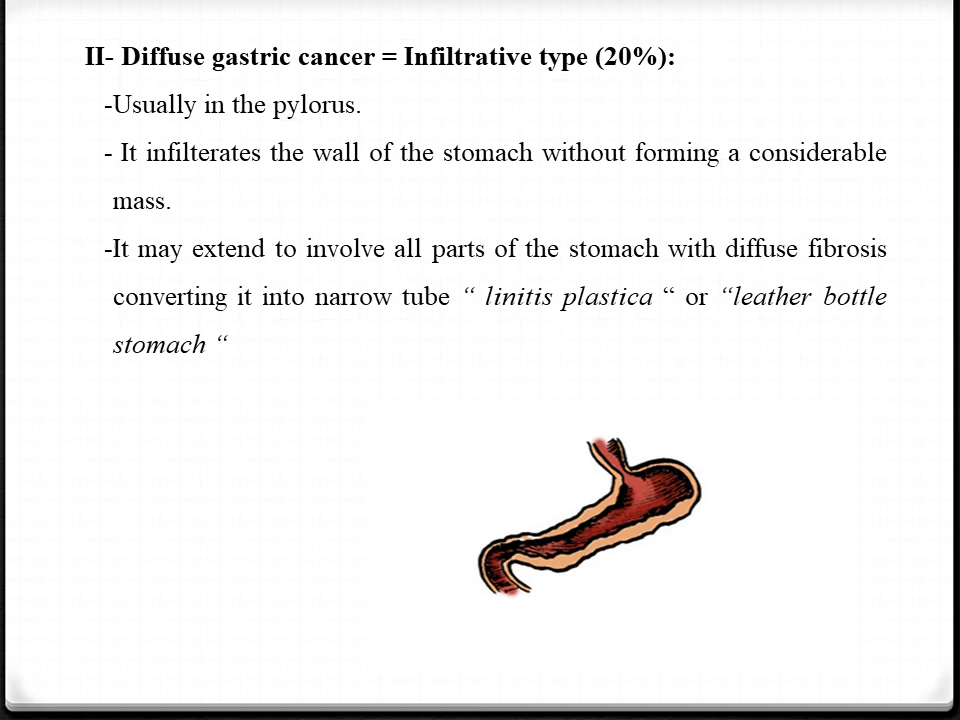 II- Diffuse gastric cancer = Infiltrative type (20%):
-Usually in the pylorus.
- It infilterates the wall of the stomach without forming a considerable
mass.
-It may extend to involve all parts of the stomach with diffuse fibrosis
converting it into narrow tube “ linitis plastica “ or “leather bottle
stomach “